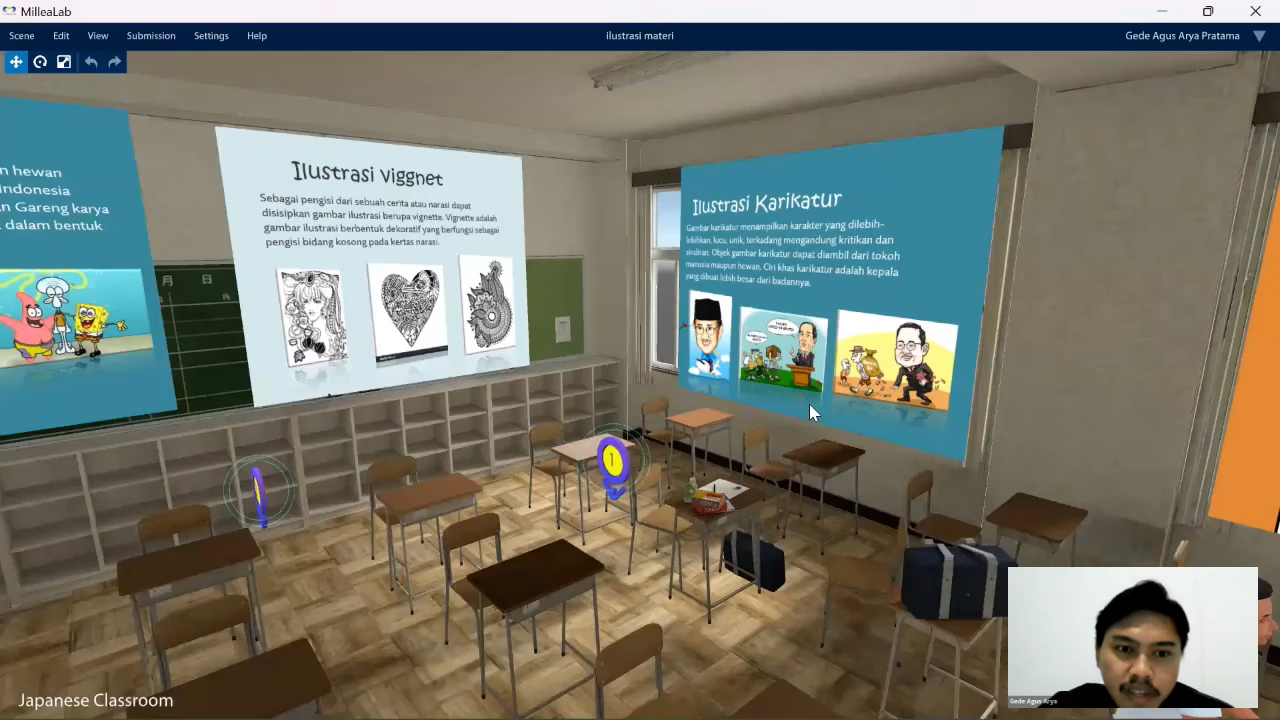 MilleaLab
Scene Edit View Submission Settings Help
ilustrasi materi
Gede Agus Arya Pratama
n hewan
ndonesia
n Gareng karya
dalam bentuk
月 日
Ilustrasi viggnet
Sebagai pengisi dari sebuah cerita atau narasi dapat
disisipkan gambar ilustrasi berupa vignette. Vignette adalah
gambar ilustrasi berbentuk dekoratif yang berfungsi sebagai
pengisi bidang kosong pada kertas narasi.
Ilustrasi Karikatur
Gambar karikatur menampilkan karakter yang dilebih-
lebihkan, lucu, unik, terkadang mengandung kritikan dan
sindiran. Objek gambar karikatur dapat diambil dari tokoh
manusia maupun hewan. Ciri khas karikatur adalah kepala
yang dibuat lebih besar dari badannya.
1
Japanese Classroom
Gede Agus Arya